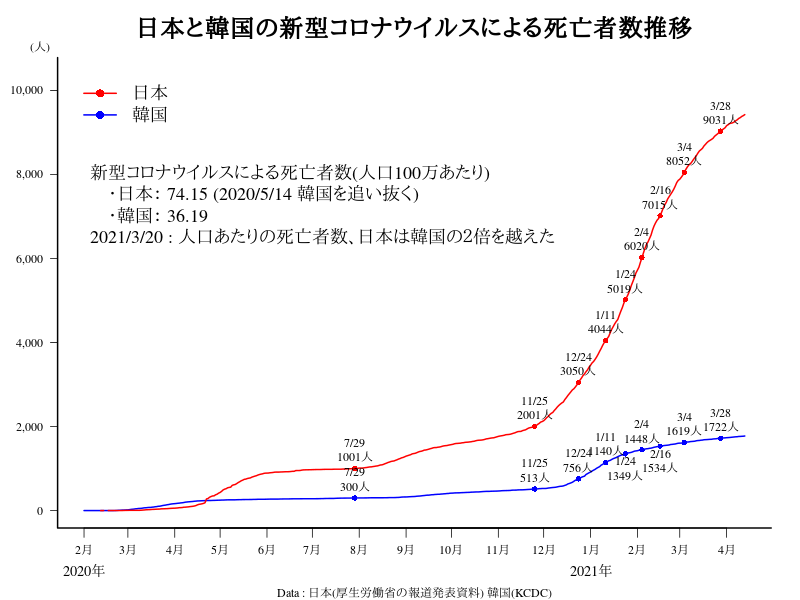 日本と韓国の新型コロナウイルスによる死亡者数推移
(人)
10,000
8,000
6,000
4,000
2,000
0
日本
韓国
新型コロナウイルスによる死亡者数(人口100万あたり)
・日本: 74.15 (2020/5/14 韓国を追い抜く)
・韓国: 36.19
2021/3/20 : 人口あたりの死亡者数、日本は韓国の2倍を越えた
3/28
9031人
3/4
8052人
2/16
7015人
2/4
6020人
1/24
5019人
1/11
4044人
12/24
3050人
11/25
2001人
7/29
1001人
7/29
300人
11/25
513人
12/24
756人
1/11
1140人
1/24
1349人
2/4
1448人
2/16
1534人
3/4
1619人
3/28
1722人
2月 3月 4月 5月 6月 7月 8月 9月 10月 11月 12月 1月 2月 3月 4月
2020年 2021年
Data : 日本(厚生労働省の報道発表資料) 韓国(KCDC)